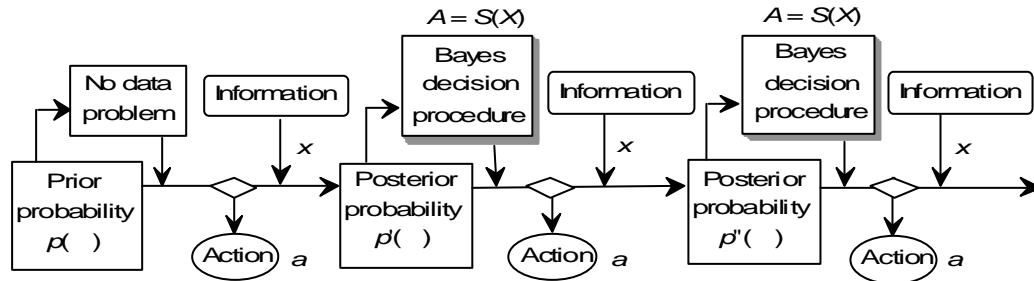 A = S(X)
A = S(X)
No data
problem
Information
Bayes
decision
procedure
Information
Bayes
decision
procedure
Information
x
x
x
Prior
probability
p( )
Posterior
probability
p'( )
Posterior
probability
p''( )
Action
a
Action
a
Action
a